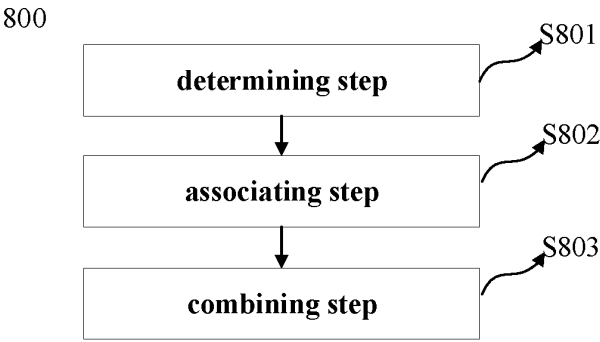 800
S801
determining step
S802
associating step
S803
combining step